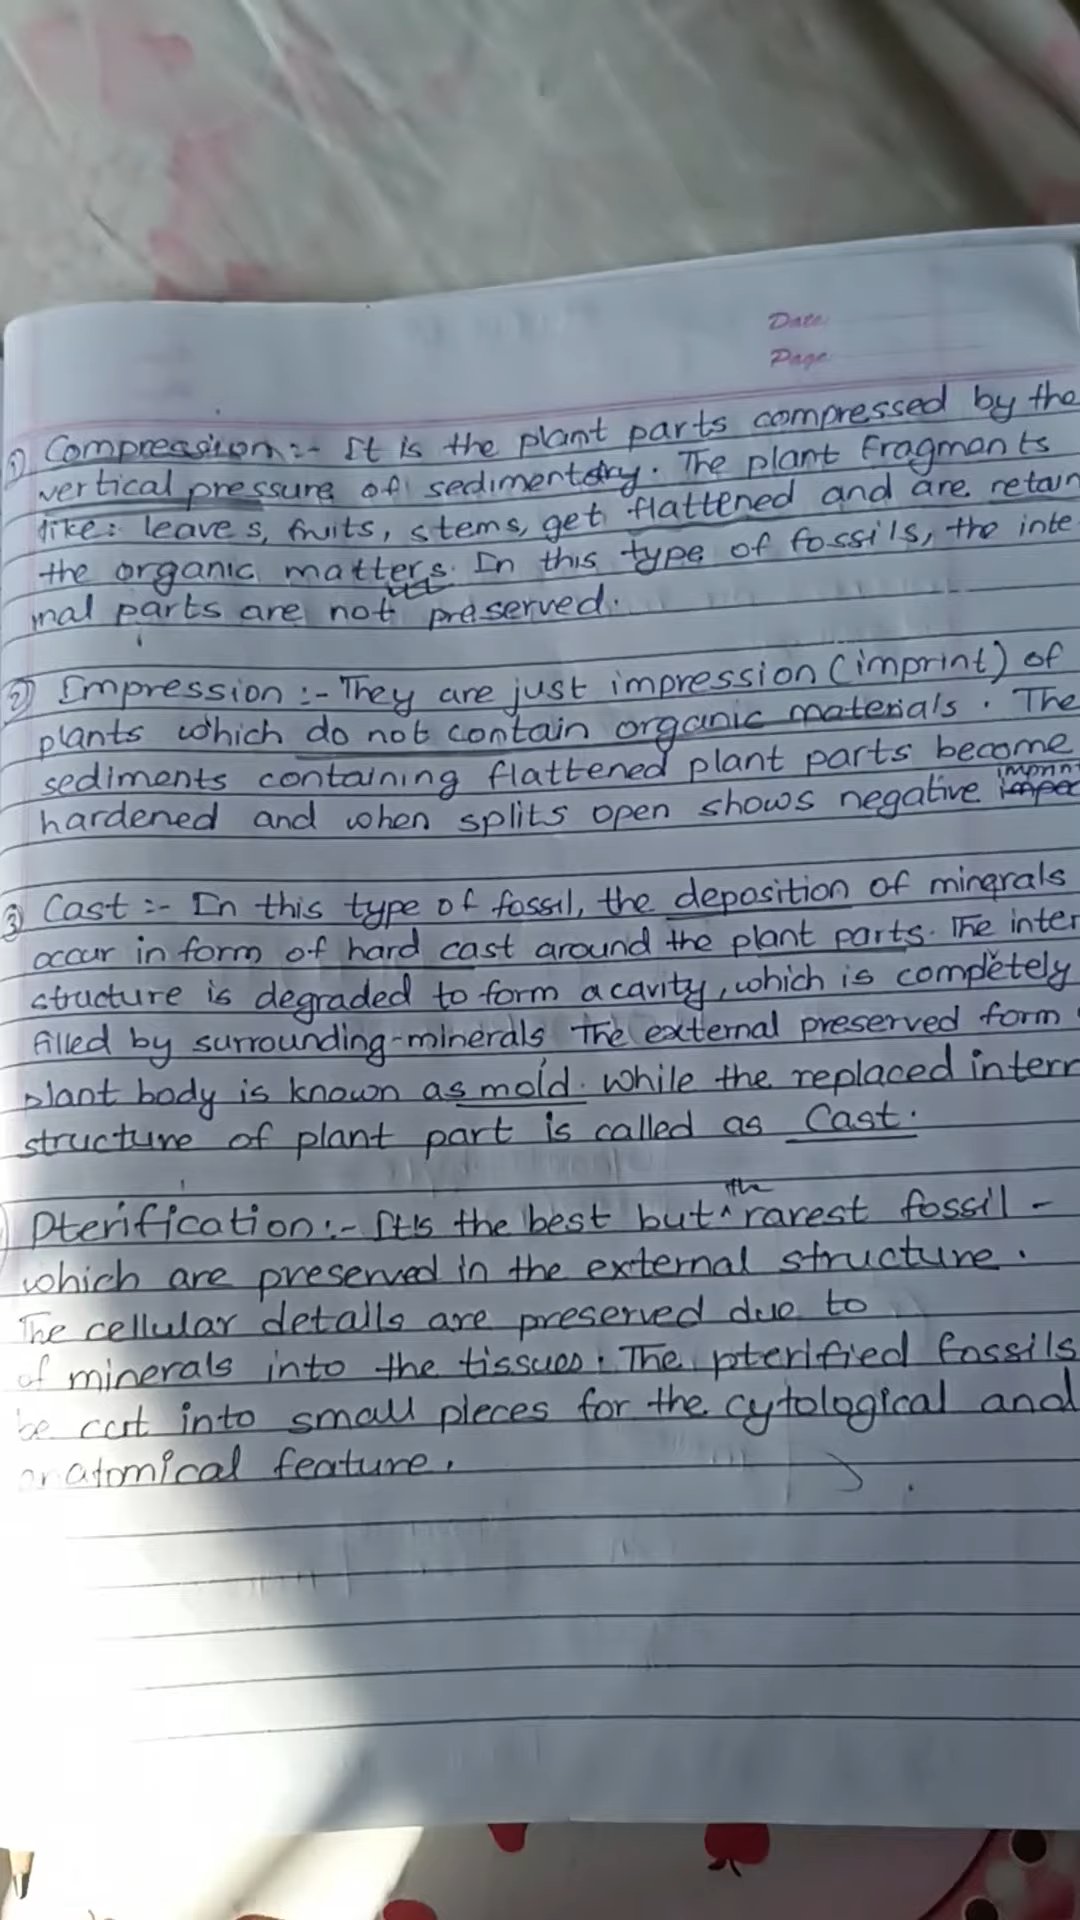 Date:
Page
① Compression :- It is the plant parts compressed by the
vertical pressure of sedimentary. The plant fragments
like: leaves, fruits, stems, get flattened and are retain
the organic matters. In this type of fossils, the inte
rnal parts are not preserved.
② Impression :- They are just impression (imprint) of
plants which do not contain organic materials. The
sediments containing flattened plant parts become
hardened and when splits open shows negative imprin
③ Cast :- In this type of fossil, the deposition of minerals
occur in form of hard cast around the plant parts. The inter
structure is degraded to form a cavity, which is completely
filled by surrounding-minerals The external preserved form
plant body is known as mold. While the replaced intern
structure of plant part is called as Cast.
Pterification :- It's the best but the rarest fossil -
which are preserved in the external structure.
The cellular details are preserved due to
of minerals into the tissues. The pterified fossils
be cut into small pieces for the cytological and
anatomical feature.